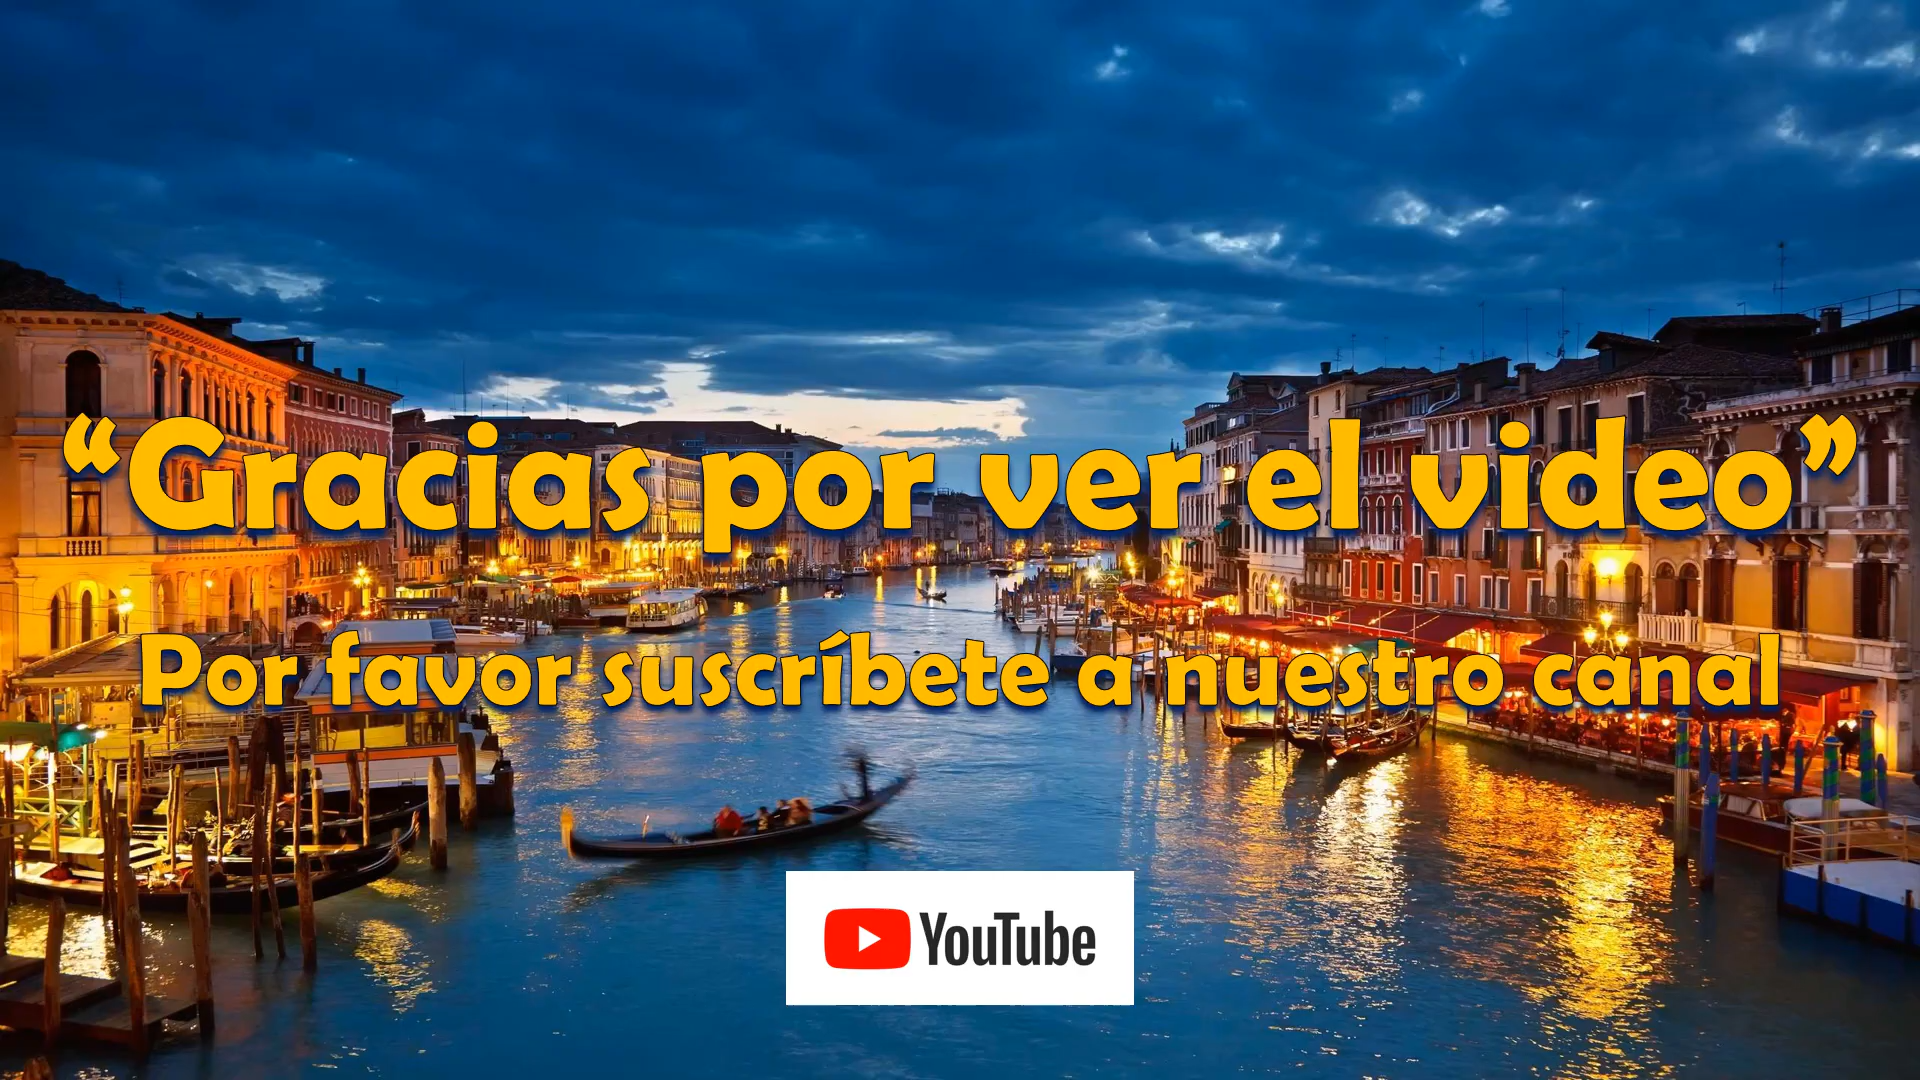 “Gracias por ver el video”
Por favor suscríbete a nuestro canal
YouTube